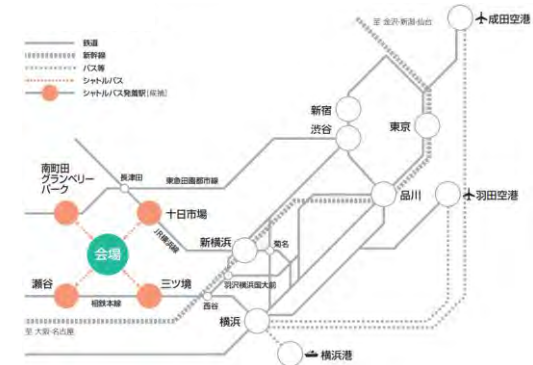 鉄道
新幹線
バス等
シャトルバス
シャトルバス発着駅(候補)
至 金沢・新潟・仙台
成田空港
新宿
渋谷
東京
南町田
グランベリー
パーク
長津田
東急田園都市線
十日市場
JR横浜線
品川
羽田空港
新横浜
菊名
会場
羽沢横浜国大前
瀬谷
三ツ境
相鉄本線
西谷
横浜
至 大阪・名古屋
横浜港